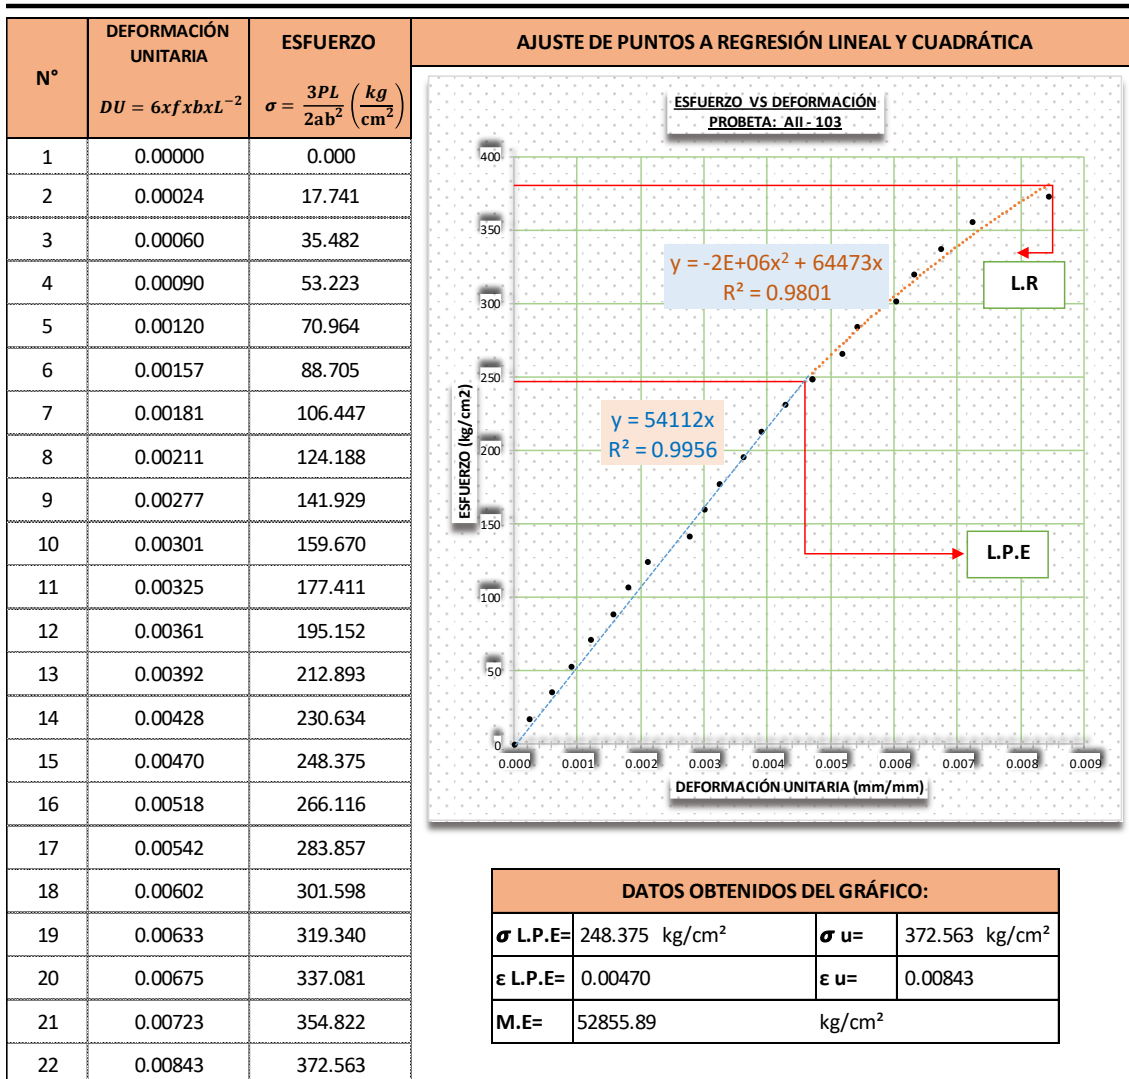 N°
DEFORMACIÓN UNITARIA
DU = 6xfxbxL⁻²
ESFUERZO
σ = 3PL / 2ab² (kg/cm²)
AJUSTE DE PUNTOS A REGRESIÓN LINEAL Y CUADRÁTICA
1 0.00000 0.000
2 0.00024 17.741
3 0.00060 35.482
4 0.00090 53.223
5 0.00120 70.964
6 0.00157 88.705
7 0.00181 106.447
8 0.00211 124.188
9 0.00277 141.929
10 0.00301 159.670
11 0.00325 177.411
12 0.00361 195.152
13 0.00392 212.893
14 0.00428 230.634
15 0.00470 248.375
16 0.00518 266.116
17 0.00542 283.857
18 0.00602 301.598
19 0.00633 319.340
20 0.00675 337.081
21 0.00723 354.822
22 0.00843 372.563
ESFUERZO VS DEFORMACIÓN
PROBETA: AII - 103
400
350
300
250
200
150
100
50
0
ESFUERZO (kg/cm2)
y = -2E+06x² + 64473x
R² = 0.9801
L.R
y = 54112x
R² = 0.9956
L.P.E
0.000 0.001 0.002 0.003 0.004 0.005 0.006 0.007 0.008 0.009
DEFORMACIÓN UNITARIA (mm/mm)
DATOS OBTENIDOS DEL GRÁFICO:
σ L.P.E= 248.375 kg/cm² σ u= 372.563 kg/cm²
ε L.P.E= 0.00470 ε u= 0.00843
M.E= 52855.89 kg/cm²